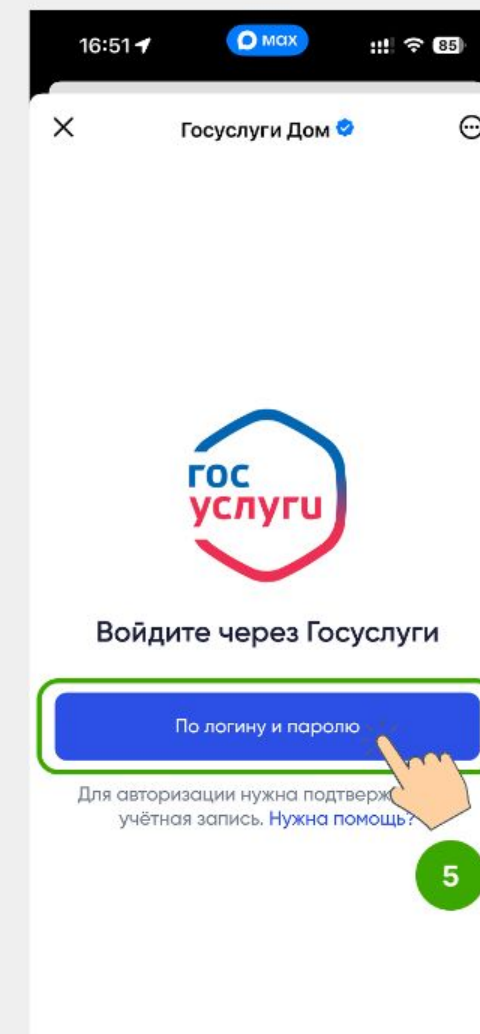 16:51 max 85
Госуслуги Дом
гос
услуги
Войдите через Госуслуги
По логину и паролю
Для авторизации нужна
учётная запись. Нужна помощь?
5